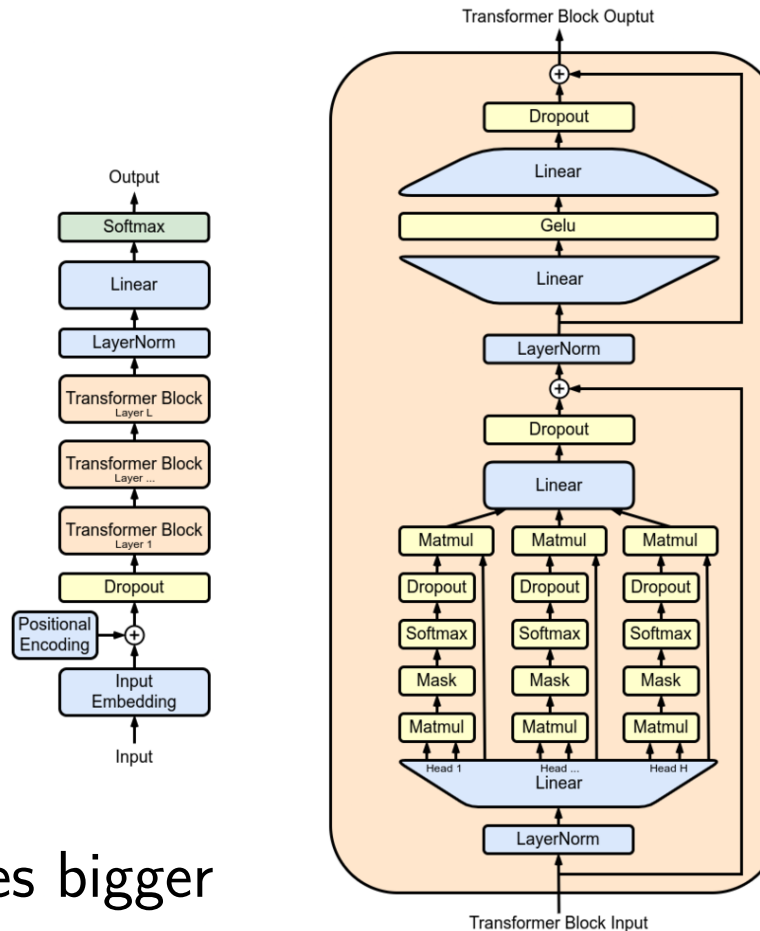 Output
Softmax
Linear
LayerNorm
Transformer Block
Layer L
Transformer Block
Layer ...
Transformer Block
Layer 1
Dropout
Positional
Encoding
+
Input
Embedding
Input
es bigger
Transformer Block Ouptut
+
Dropout
Linear
Gelu
Linear
LayerNorm
+
Dropout
Linear
Matmul Matmul Matmul
Dropout Dropout Dropout
Softmax Softmax Softmax
Mask Mask Mask
Matmul Matmul Matmul
Head 1 Head ... Head H
Linear
LayerNorm
Transformer Block Input